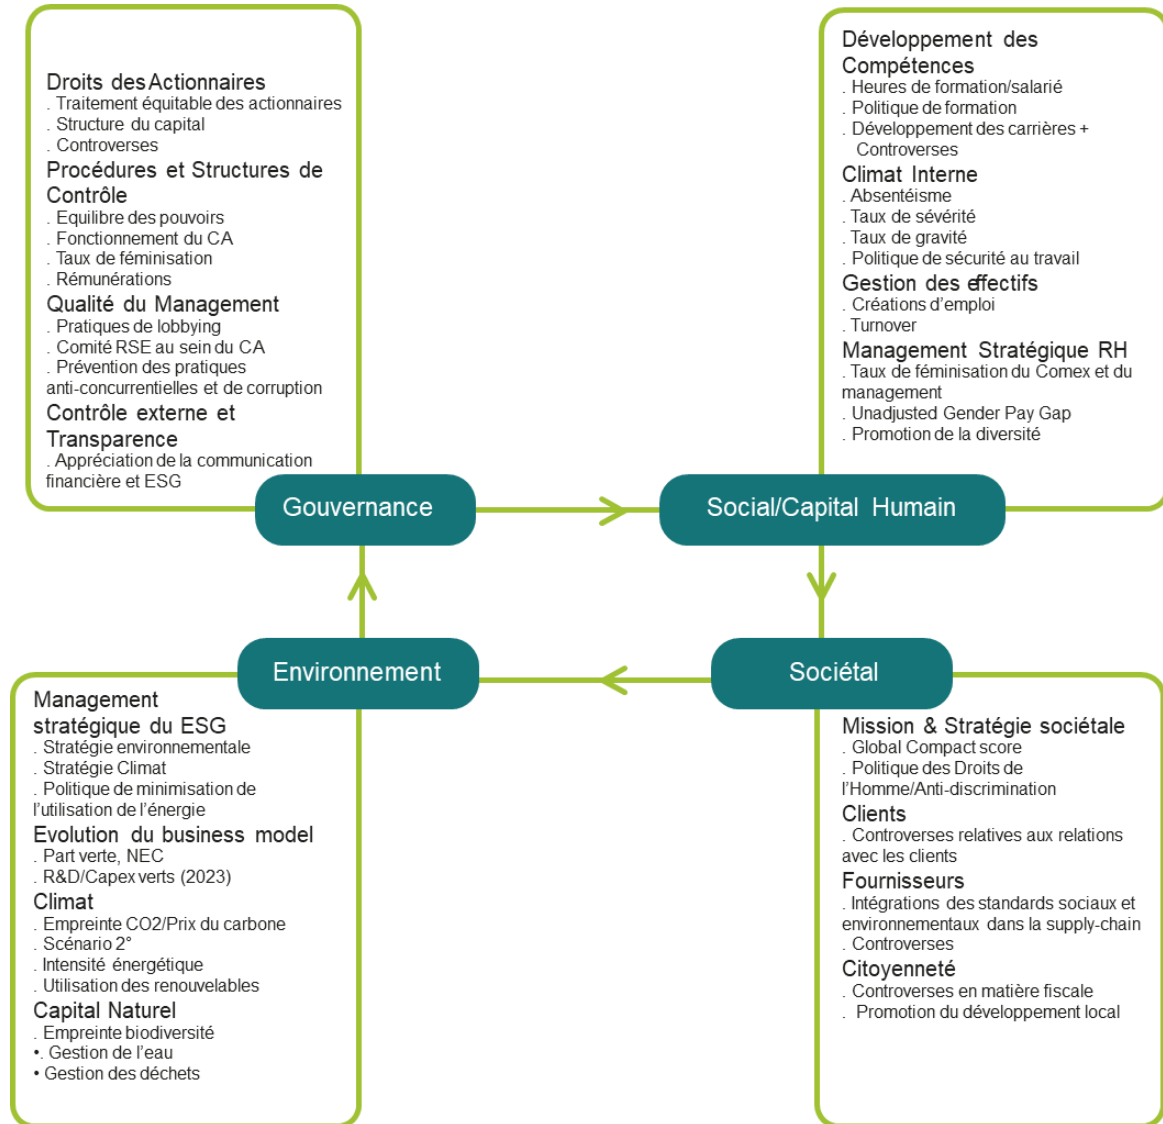 Droits des Actionnaires
. Traitement équitable des actionnaires
. Structure du capital
. Controverses
Procédures et Structures de
Contrôle
. Equilibre des pouvoirs
. Fonctionnement du CA
. Taux de féminisation
. Rémunérations
Qualité du Management
. Pratiques de lobbying
. Comité RSE au sein du CA
. Prévention des pratiques
anti-concurrentielles et de corruption
Contrôle externe et
Transparence
. Appréciation de la communication
financière et ESG
Gouvernance
Développement des
Compétences
. Heures de formation/salarié
. Politique de formation
. Développement des carrières +
Controverses
Climat Interne
. Absentéisme
. Taux de sévérité
. Taux de gravité
. Politique de sécurité au travail
Gestion des effectifs
. Créations d’emploi
. Turnover
Management Stratégique RH
. Taux de féminisation du Comex et du
management
. Unadjusted Gender Pay Gap
. Promotion de la diversité
Social/Capital Humain
Environnement
Management
stratégique du ESG
. Stratégie environnementale
. Stratégie Climat
. Politique de minimisation de
l’utilisation de l’énergie
Evolution du business model
. Part verte, NEC
. R&D/Capex verts (2023)
Climat
. Empreinte CO2/Prix du carbone
. Scénario 2°
. Intensité énergétique
. Utilisation des renouvelables
Capital Naturel
. Empreinte biodiversité
•. Gestion de l’eau
• Gestion des déchets
Sociétal
Mission & Stratégie sociétale
. Global Compact score
. Politique des Droits de
l’Homme/Anti-discrimination
Clients
. Controverses relatives aux relations
avec les clients
Fournisseurs
. Intégrations des standards sociaux et
environnementaux dans la supply-chain
. Controverses
Citoyenneté
. Controverses en matière fiscale
. Promotion du développement local